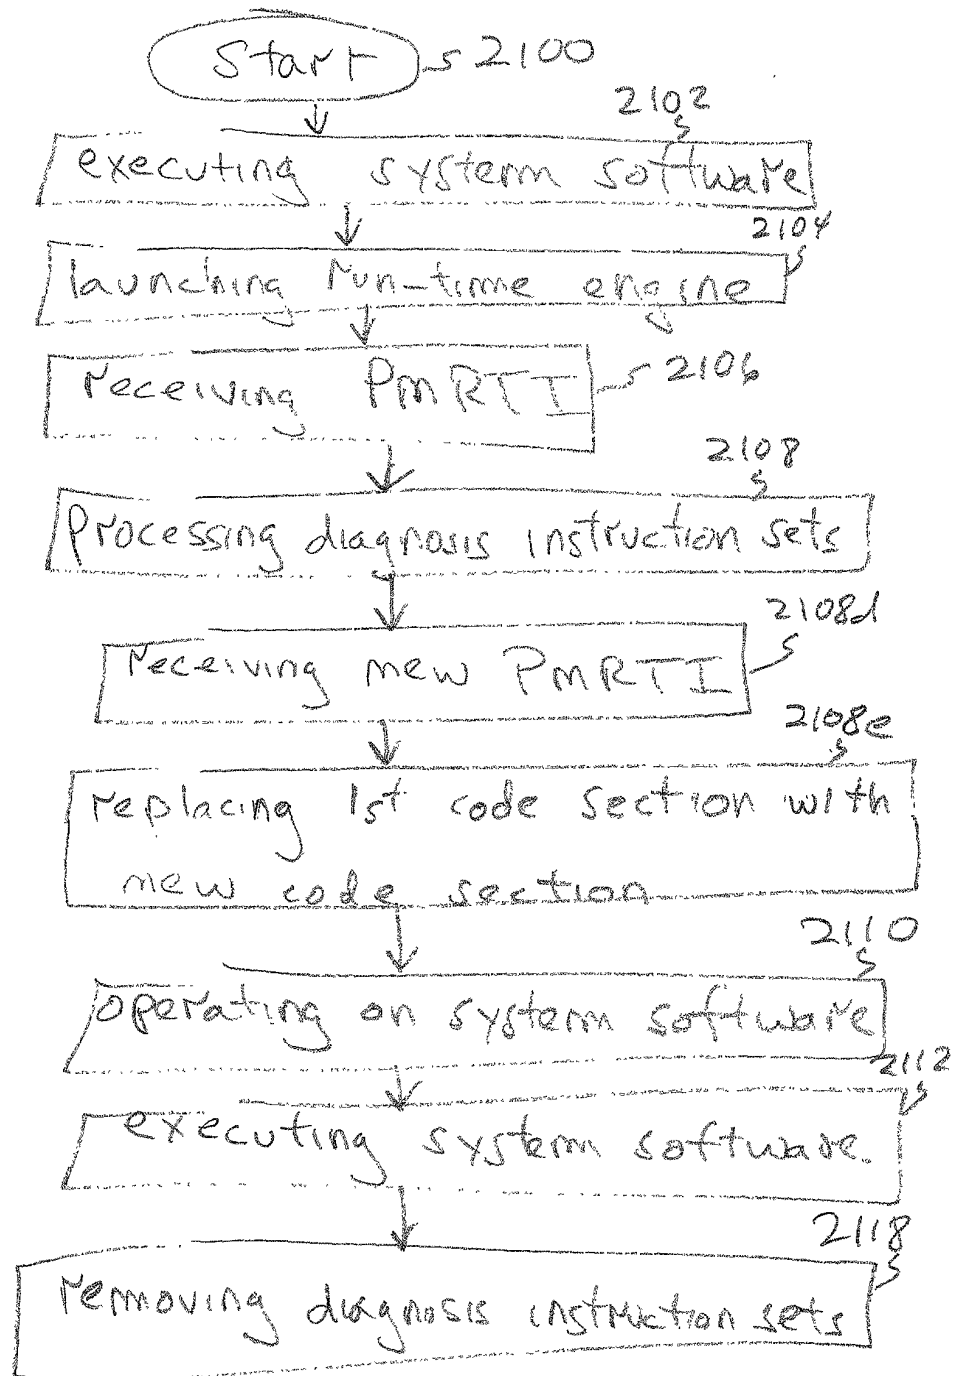 Start 2100
2102
executing system software
2104
launching run-time engine
receiving PMRTI 2106
2108
Processing diagnosis instruction sets
2108d
receiving new PMRTI
2108e
replacing 1st code section with
new code section
2110
operating on system software
2112
executing system software.
2118
removing diagnosis instruction sets